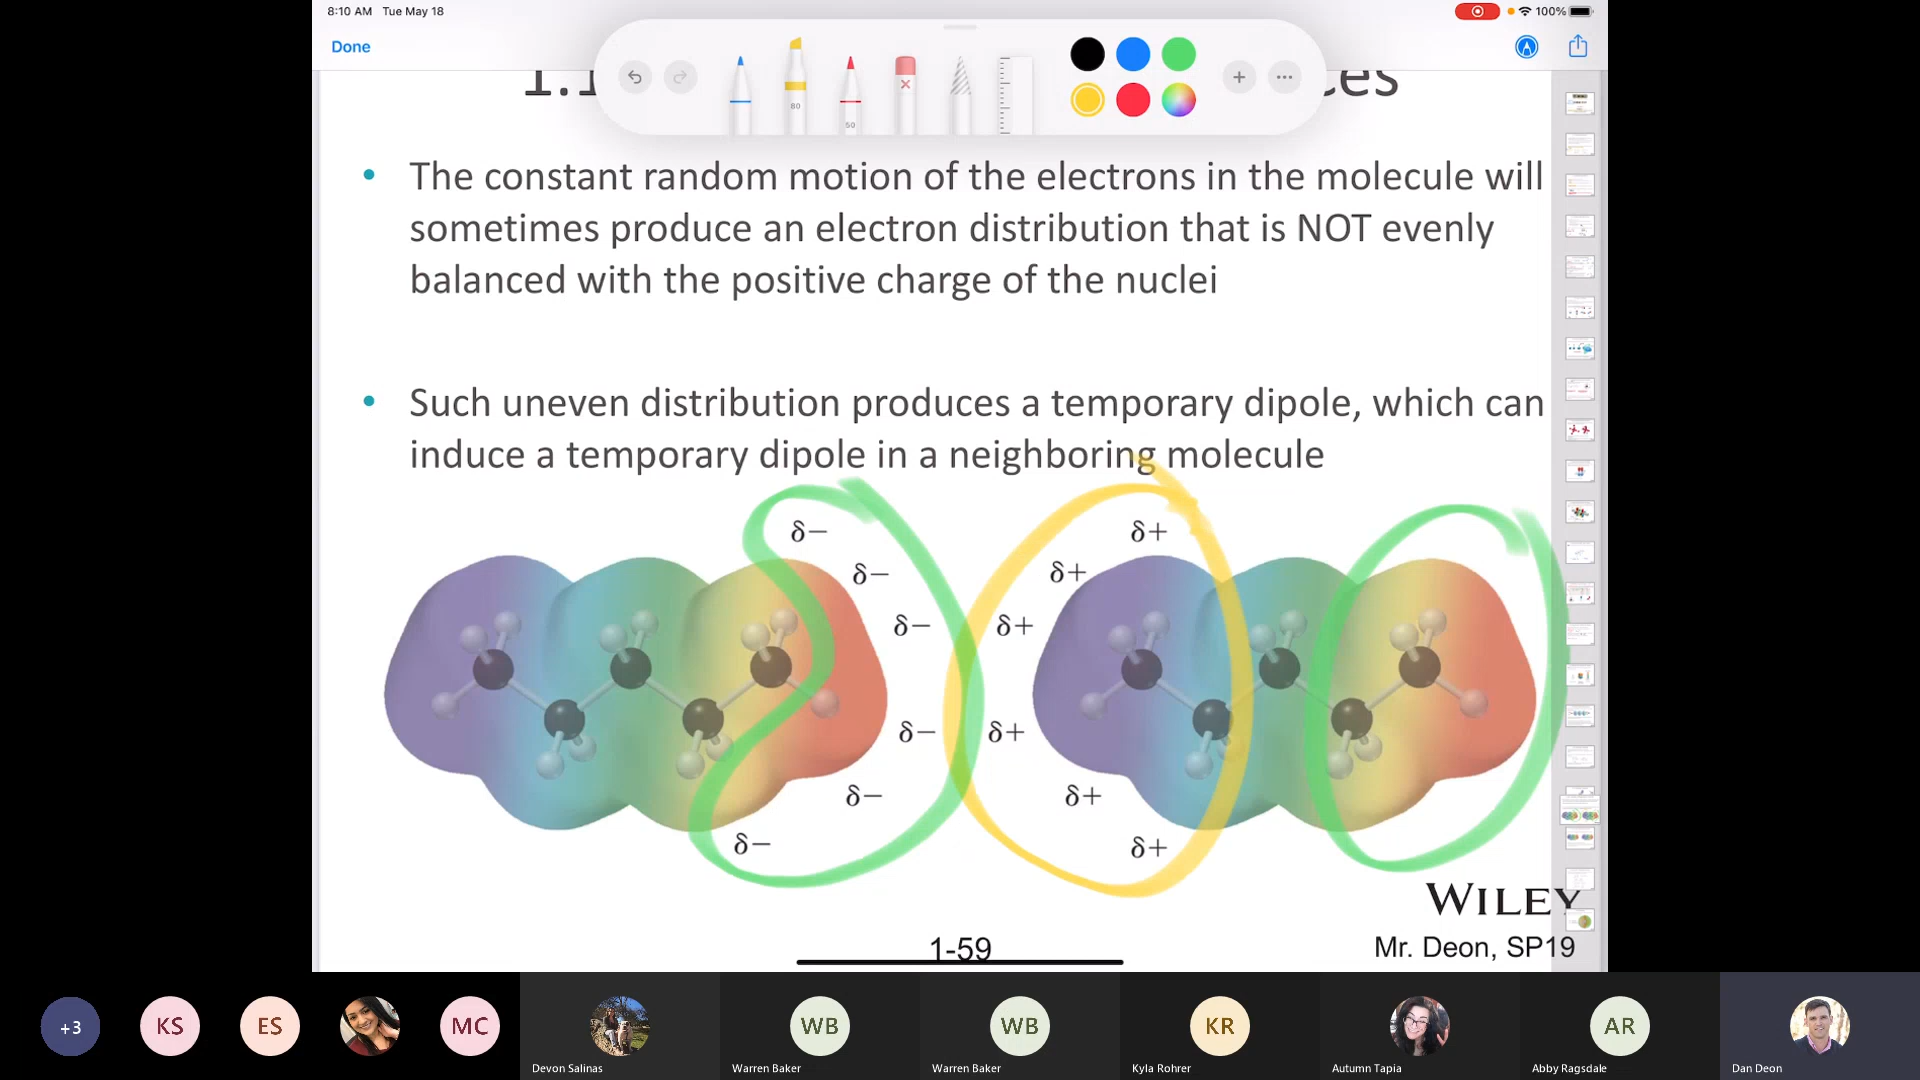 8:10 AM Tue May 18
100%
Done
80
50
The constant random motion of the electrons in the molecule will
sometimes produce an electron distribution that is NOT evenly
balanced with the positive charge of the nuclei
Such uneven distribution produces a temporary dipole, which can
induce a temporary dipole in a neighboring molecule
δ− δ+
δ− δ+
δ− δ+
δ− δ+
δ− δ+
δ− δ+
WILEY
1-59
Mr. Deon, SP19
+3 KS ES MC WB WB KR AR
Devon Salinas Warren Baker Warren Baker Kyla Rohrer Autumn Tapia Abby Ragsdale Dan Deon